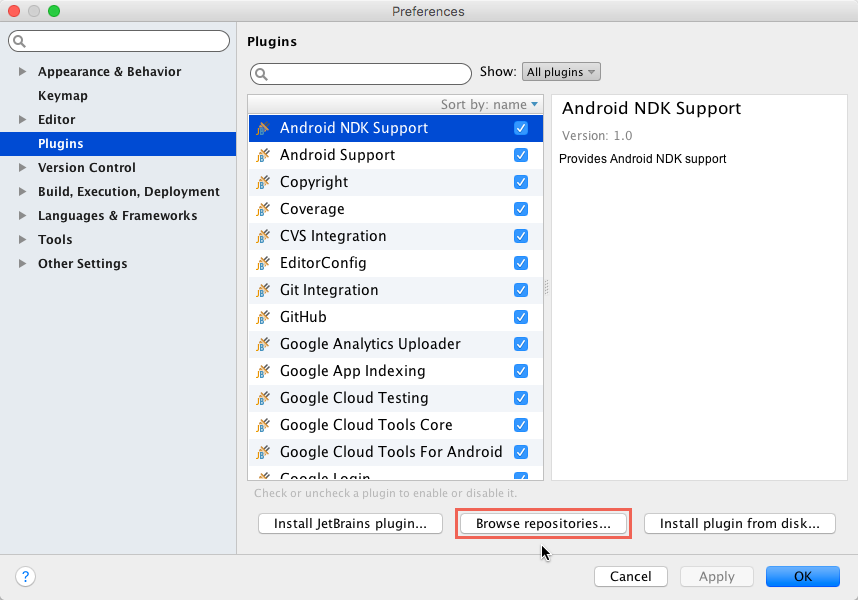 Preferences
Appearance & Behavior
Keymap
Editor
Plugins
Version Control
Build, Execution, Deployment
Languages & Frameworks
Tools
Other Settings
Plugins
Show: All plugins
Sort by: name
Android NDK Support
Android Support
Copyright
Coverage
CVS Integration
EditorConfig
Git Integration
GitHub
Google Analytics Uploader
Google App Indexing
Google Cloud Testing
Google Cloud Tools Core
Google Cloud Tools For Android
Google Login
Android NDK Support
Version: 1.0
Provides Android NDK support
Check or uncheck a plugin to enable or disable it.
Install JetBrains plugin... Browse repositories... Install plugin from disk...
? Cancel Apply OK